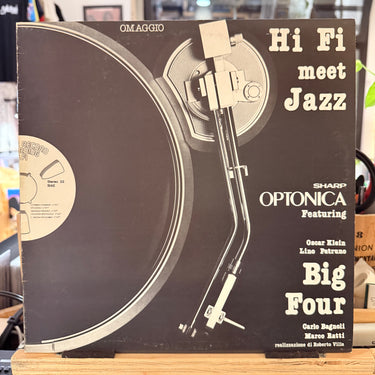 OMAGGIO
Hi Fi
meet
Jazz
SHARP
OPTONICA
Featuring
Oscar Klein
Lino Patruno
Big
Four
Carlo Bagnoli
Marco Ratti
realizzazione di Roberto Villa